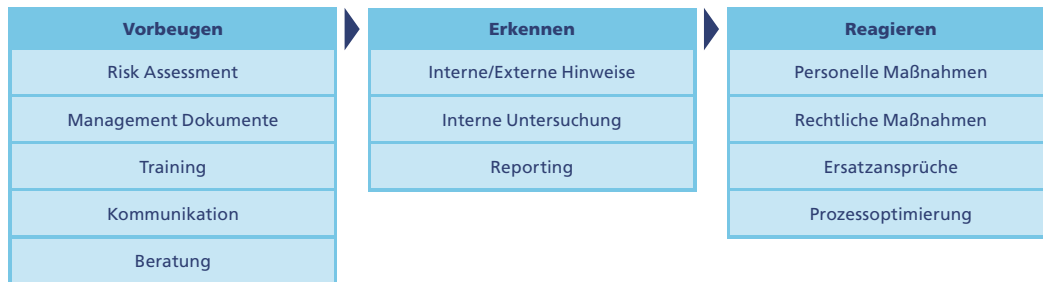 Vorbeugen
Risk Assessment
Management Dokumente
Training
Kommunikation
Beratung
Erkennen
Interne/Externe Hinweise
Interne Untersuchung
Reporting
Reagieren
Personelle Maßnahmen
Rechtliche Maßnahmen
Ersatzansprüche
Prozessoptimierung